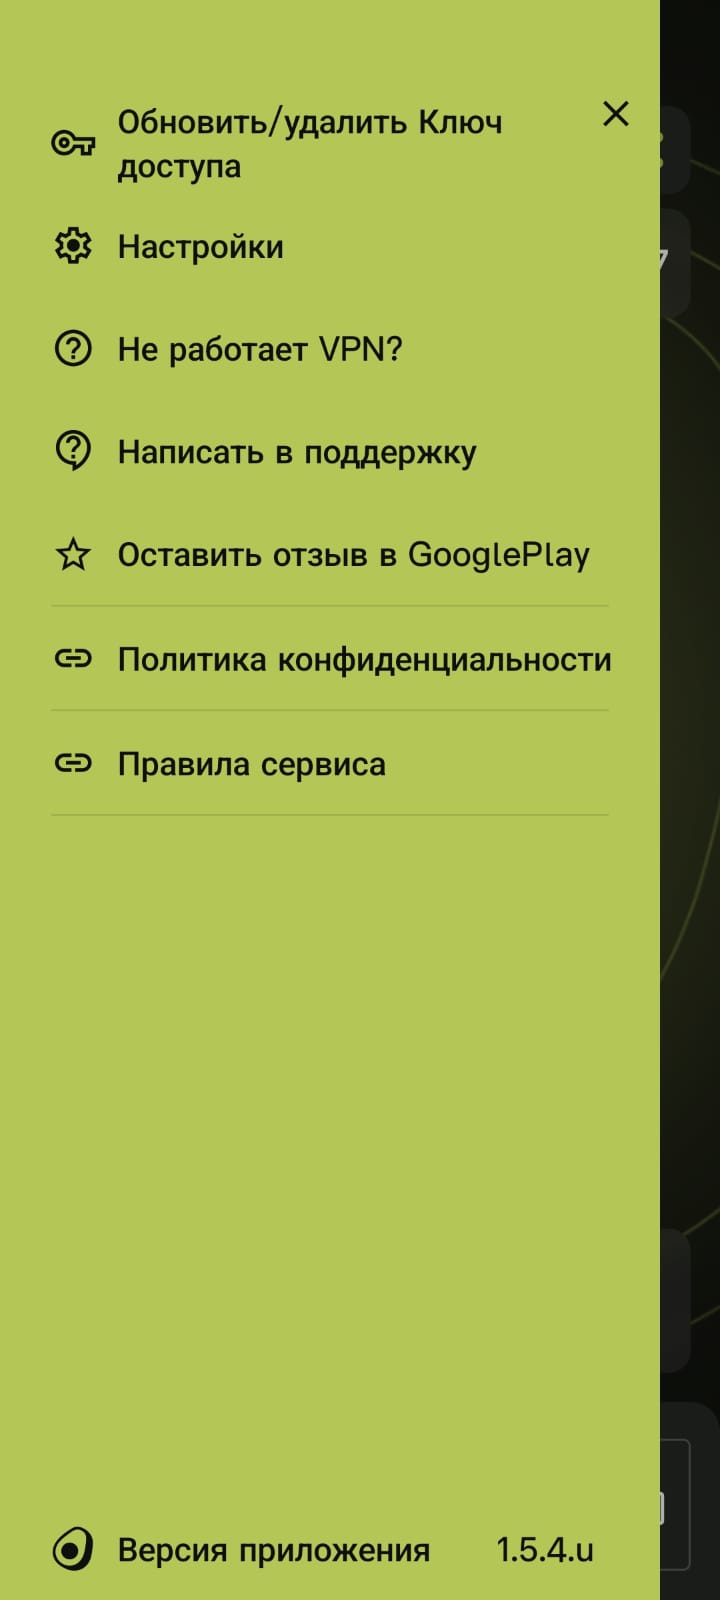 Обновить/удалить Ключ
доступа
Настройки
Не работает VPN?
Написать в поддержку
Оставить отзыв в GooglePlay
Политика конфиденциальности
Правила сервиса
Версия приложения 1.5.4.u